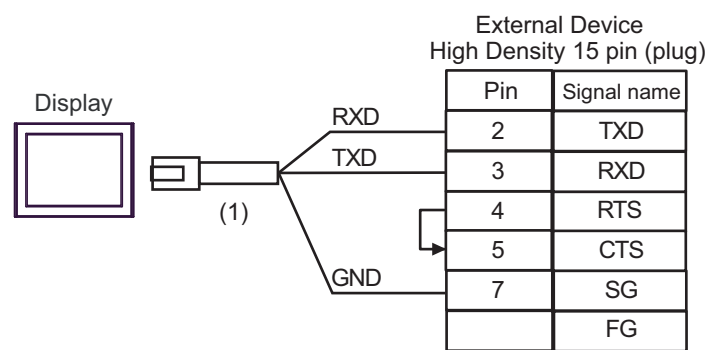 External Device
High Density 15 pin (plug)
Pin Signal name
Display
RXD 2 TXD
TXD 3 RXD
(1)
4 RTS
5 CTS
GND 7 SG
FG